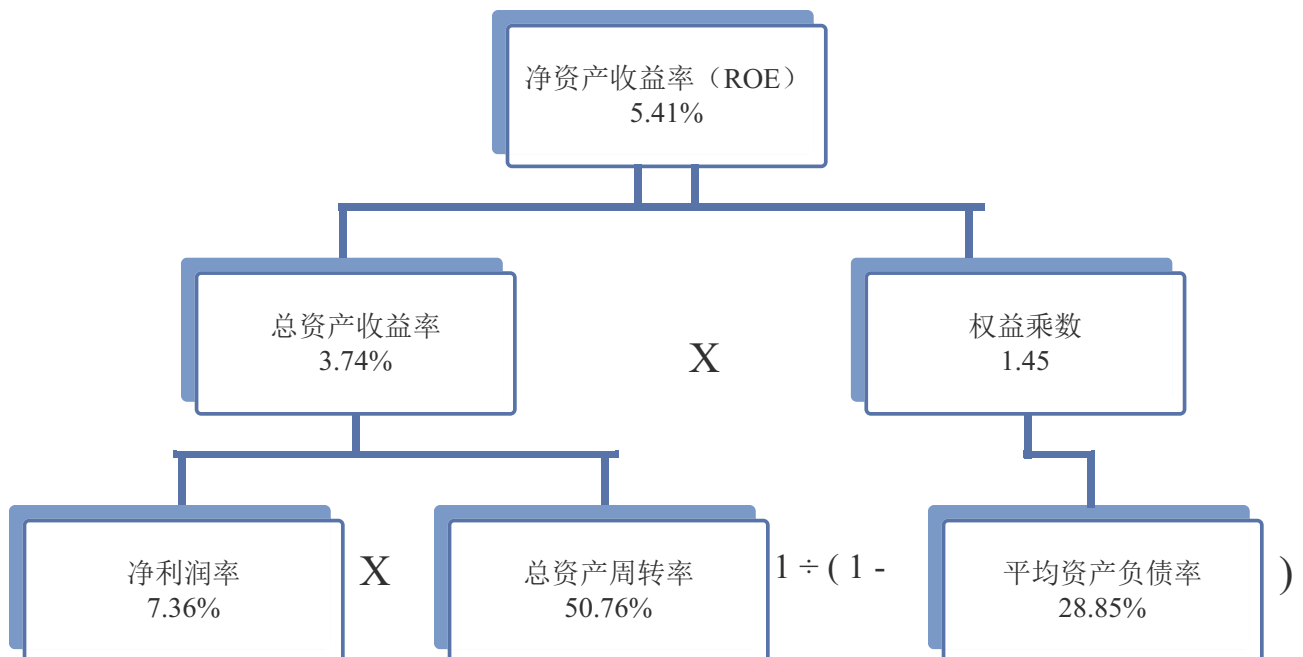 净资产收益率（ROE）
5.41%
总资产收益率
3.74%
X
权益乘数
1.45
净利润率
7.36%
X
总资产周转率
50.76%
1 ÷ ( 1 -
平均资产负债率
28.85%
)